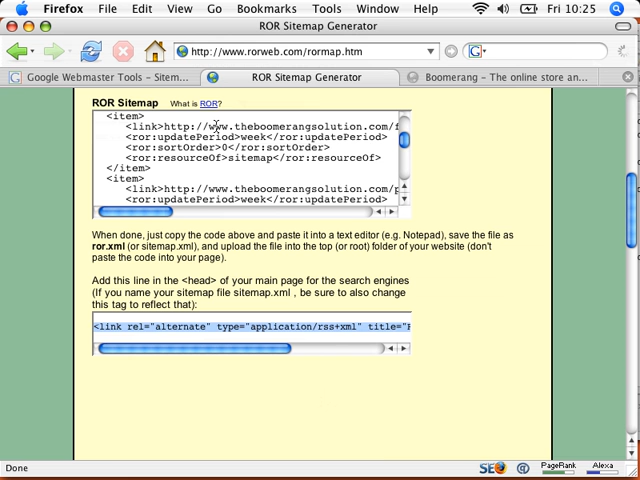 Firefox File Edit View Go Bookmarks Tools Window Help Fri 10:25
ROR Sitemap Generator
http://www.rorweb.com/rormap.htm
G
Google Webmaster Tools - Sitem... ROR Sitemap Generator Boomerang - The online store an...
ROR Sitemap What is ROR?
<item>
<link>http://www.theboomerangsolution.com/f
<ror:updatePeriod>week</ror:updatePeriod>
<ror:sortOrder>0</ror:sortOrder>
<ror:resourceOf>sitemap</ror:resourceOf>
</item>
<item>
<link>http://www.theboomerangsolution.com/p
<ror:updatePeriod>week</ror:updatePeriod>
When done, just copy the code above and paste it into a text editor (e.g. Notepad), save the file as
ror.xml (or sitemap.xml), and upload the file into the top (or root) folder of your website (don't
paste the code into your page).
Add this line in the <head> of your main page for the search engines
(If you name your sitemap file sitemap.xml , be sure to also change
this tag to reflect that):
<link rel="alternate" type="application/rss+xml" title="
Done SEO @ PageRank Alexa